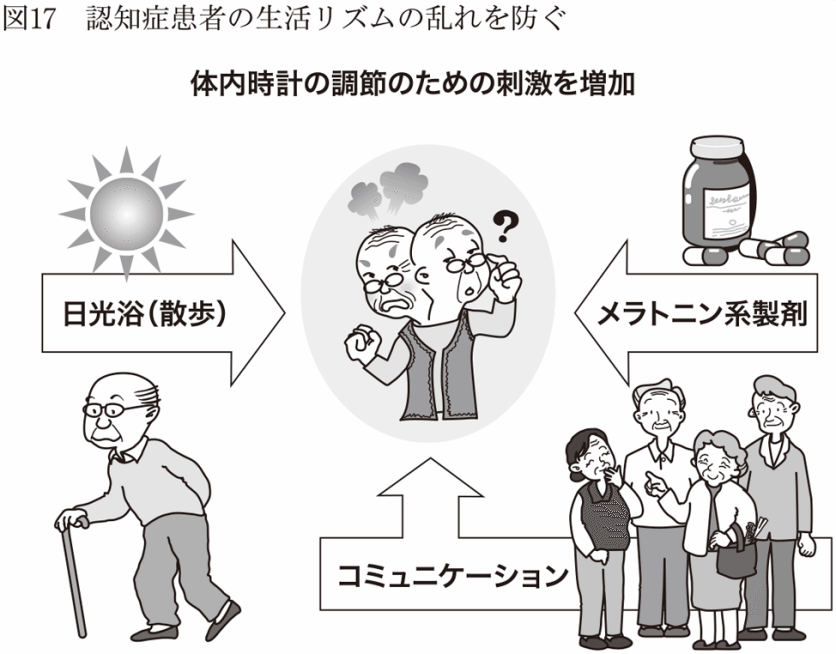 図17　認知症患者の生活リズムの乱れを防ぐ
体内時計の調節のための刺激を増加
?
日光浴（散歩）
メラトニン系製剤
コミュニケーション